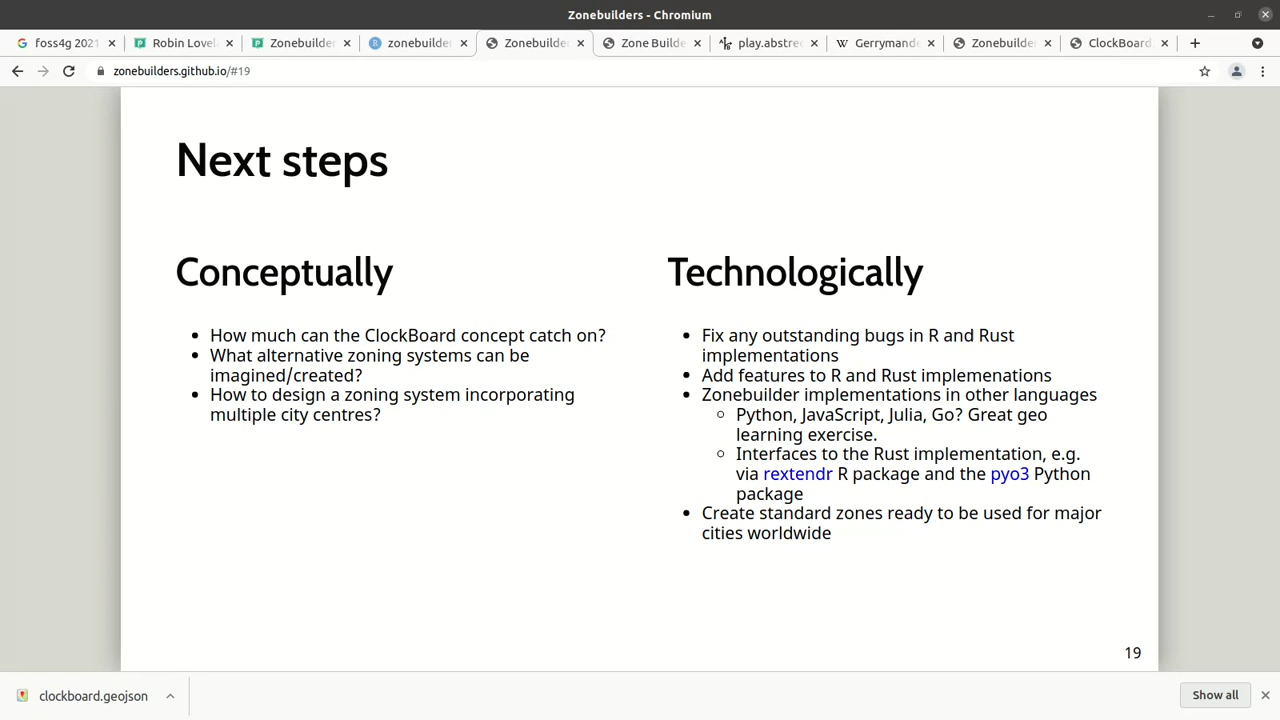 Zonebuilders - Chromium
foss4g 2021
Robin Lovel
Zonebuilder
zonebuilder
Zonebuilde
Zone Builde
play.abstre
Gerrymand
Zonebuilde
ClockBoard
zonebuilders.github.io/#19
Next steps
Conceptually
How much can the ClockBoard concept catch on?
What alternative zoning systems can be
imagined/created?
How to design a zoning system incorporating
multiple city centres?
Technologically
Fix any outstanding bugs in R and Rust
implementations
Add features to R and Rust implemenations
Zonebuilder implementations in other languages
Python, JavaScript, Julia, Go? Great geo
learning exercise.
Interfaces to the Rust implementation, e.g.
via rextendr R package and the pyo3 Python
package
Create standard zones ready to be used for major
cities worldwide
19
clockboard.geojson
Show all